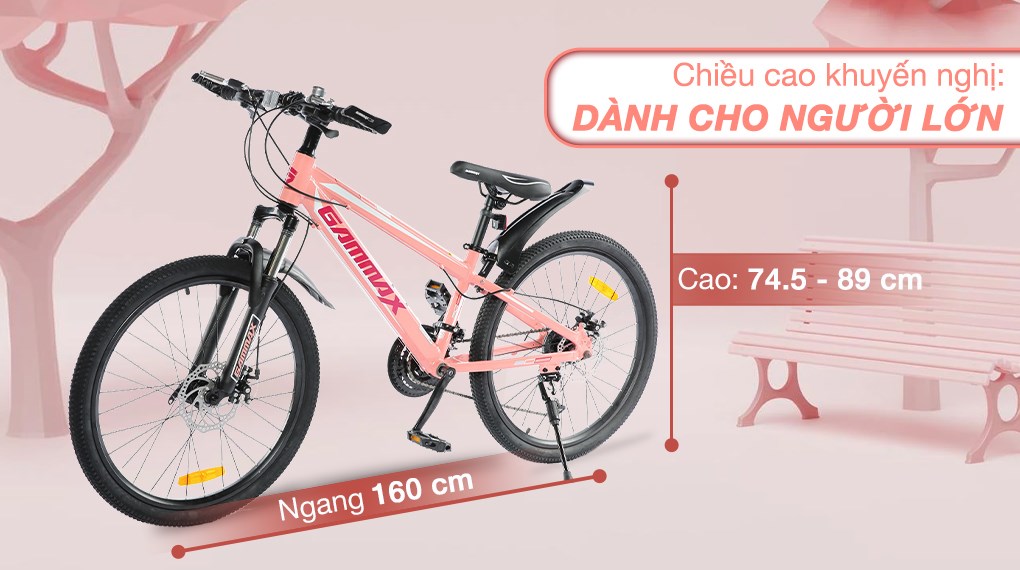 Chiều cao khuyến nghị:
DÀNH CHO NGƯỜI LỚN
GAMMAX
Cao: 74.5 - 89 cm
GAMMAX
Ngang 160 cm